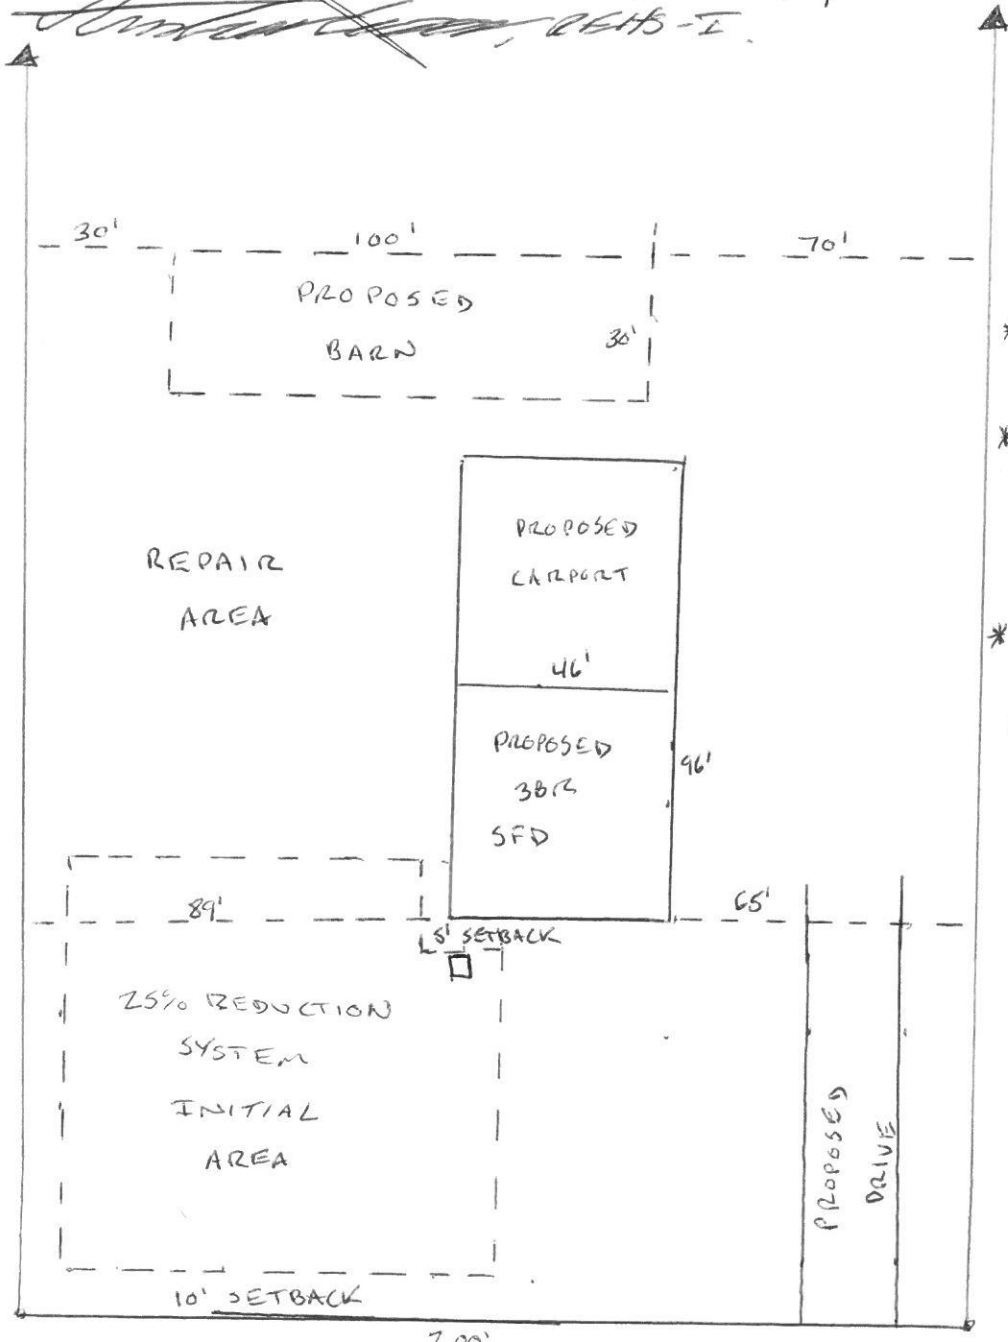 , REHS-I.
30' 100' 70'
PROPOSED
BARN
30'
PROPOSED
CARPORT
REPAIR
AREA
46'
PROPOSED
3BR
SFD
96'
89' 65'
5' SETBACK
25% REDUCTION
SYSTEM
INITIAL
AREA
PROPOSED
DRIVE
10' SETBACK
200'
*
*
*